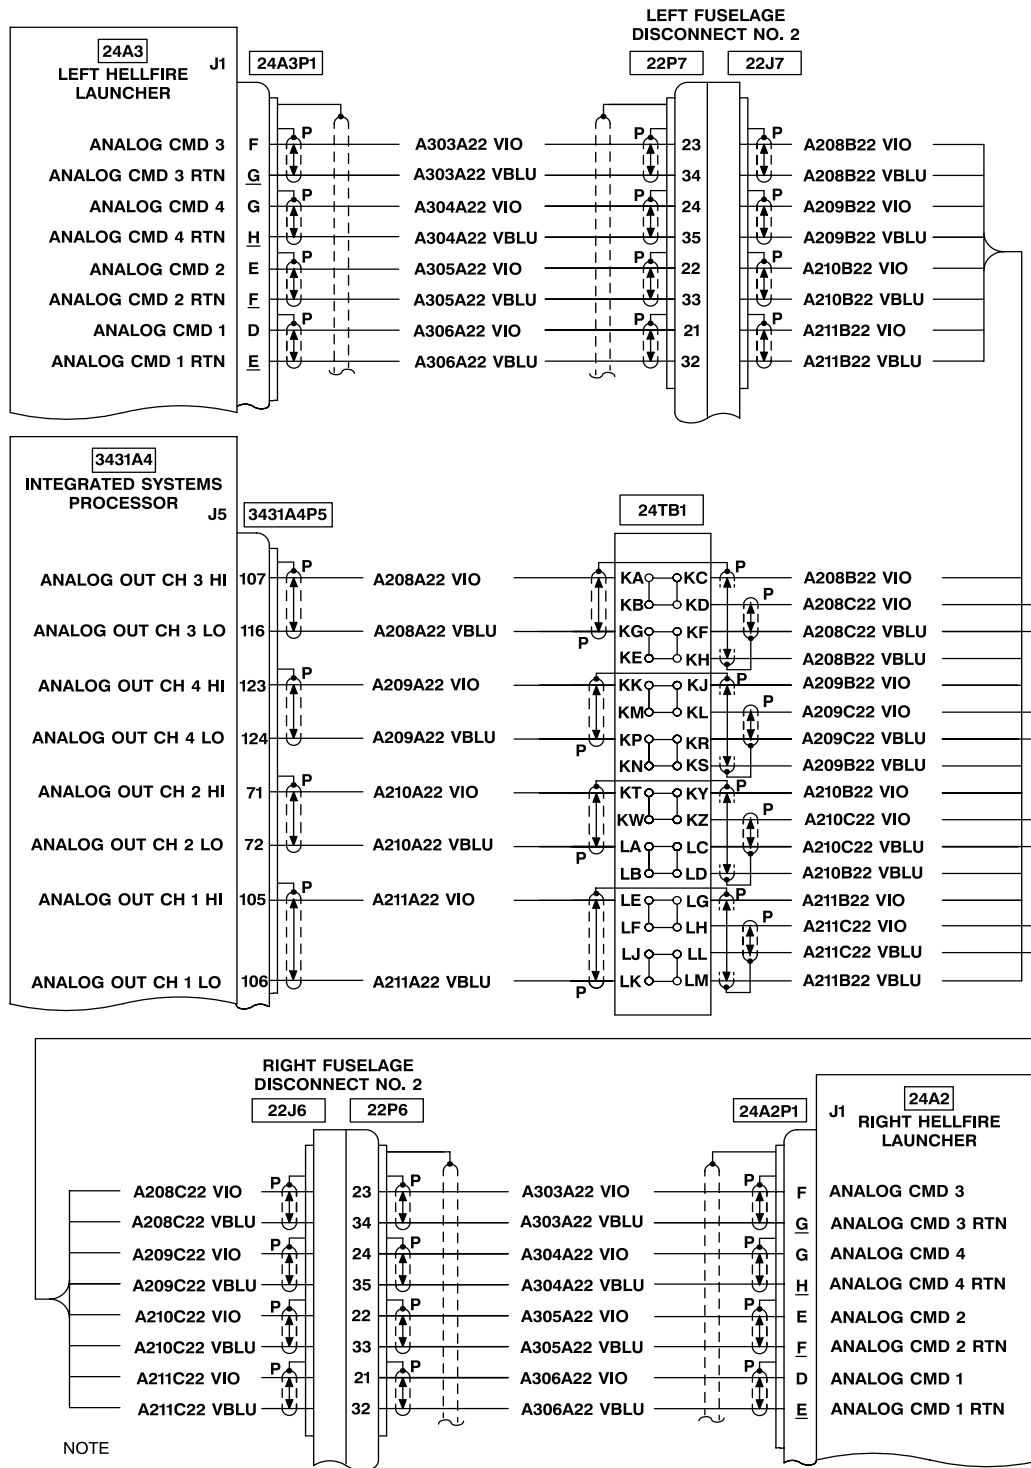 LEFT FUSELAGE
DISCONNECT NO. 2
24A3
LEFT HELLFIRE
LAUNCHER
J1
24A3P1
22P7
22J7
ANALOG CMD 3 F P A303A22 VIO P 23 P A208B22 VIO
ANALOG CMD 3 RTN G A303A22 VBLU 34 A208B22 VBLU
ANALOG CMD 4 G P A304A22 VIO P 24 P A209B22 VIO
ANALOG CMD 4 RTN H A304A22 VBLU 35 A209B22 VBLU
ANALOG CMD 2 E P A305A22 VIO P 22 P A210B22 VIO
ANALOG CMD 2 RTN F A305A22 VBLU 33 A210B22 VBLU
ANALOG CMD 1 D P A306A22 VIO P 21 P A211B22 VIO
ANALOG CMD 1 RTN E A306A22 VBLU 32 A211B22 VBLU
3431A4
INTEGRATED SYSTEMS
PROCESSOR
J5
3431A4P5
24TB1
ANALOG OUT CH 3 HI 107 P A208A22 VIO KA KC P A208B22 VIO
KB KD P A208C22 VIO
ANALOG OUT CH 3 LO 116 A208A22 VBLU P KG KF A208C22 VBLU
KE KH A208B22 VBLU
ANALOG OUT CH 4 HI 123 P A209A22 VIO KK KJ P A209B22 VIO
KM KL P A209C22 VIO
ANALOG OUT CH 4 LO 124 A209A22 VBLU P KP KR A209C22 VBLU
KN KS A209B22 VBLU
ANALOG OUT CH 2 HI 71 P A210A22 VIO KT KY P A210B22 VIO
KW KZ P A210C22 VIO
ANALOG OUT CH 2 LO 72 A210A22 VBLU P LA LC A210C22 VBLU
LB LD A210B22 VBLU
ANALOG OUT CH 1 HI 105 P A211A22 VIO LE LG P A211B22 VIO
LF LH P A211C22 VIO
LJ LL A211C22 VBLU
ANALOG OUT CH 1 LO 106 A211A22 VBLU P LK LM A211B22 VBLU
RIGHT FUSELAGE
DISCONNECT NO. 2
22J6
22P6
24A2P1
J1
24A2
RIGHT HELLFIRE
LAUNCHER
A208C22 VIO P 23 P A303A22 VIO P F ANALOG CMD 3
A208C22 VBLU 34 A303A22 VBLU G ANALOG CMD 3 RTN
A209C22 VIO P 24 P A304A22 VIO P G ANALOG CMD 4
A209C22 VBLU 35 A304A22 VBLU H ANALOG CMD 4 RTN
A210C22 VIO P 22 P A305A22 VIO P E ANALOG CMD 2
A210C22 VBLU 33 A305A22 VBLU F ANALOG CMD 2 RTN
A211C22 VIO P 21 P A306A22 VIO P D ANALOG CMD 1
A211C22 VBLU 32 A306A22 VBLU E ANALOG CMD 1 RTN
NOTE